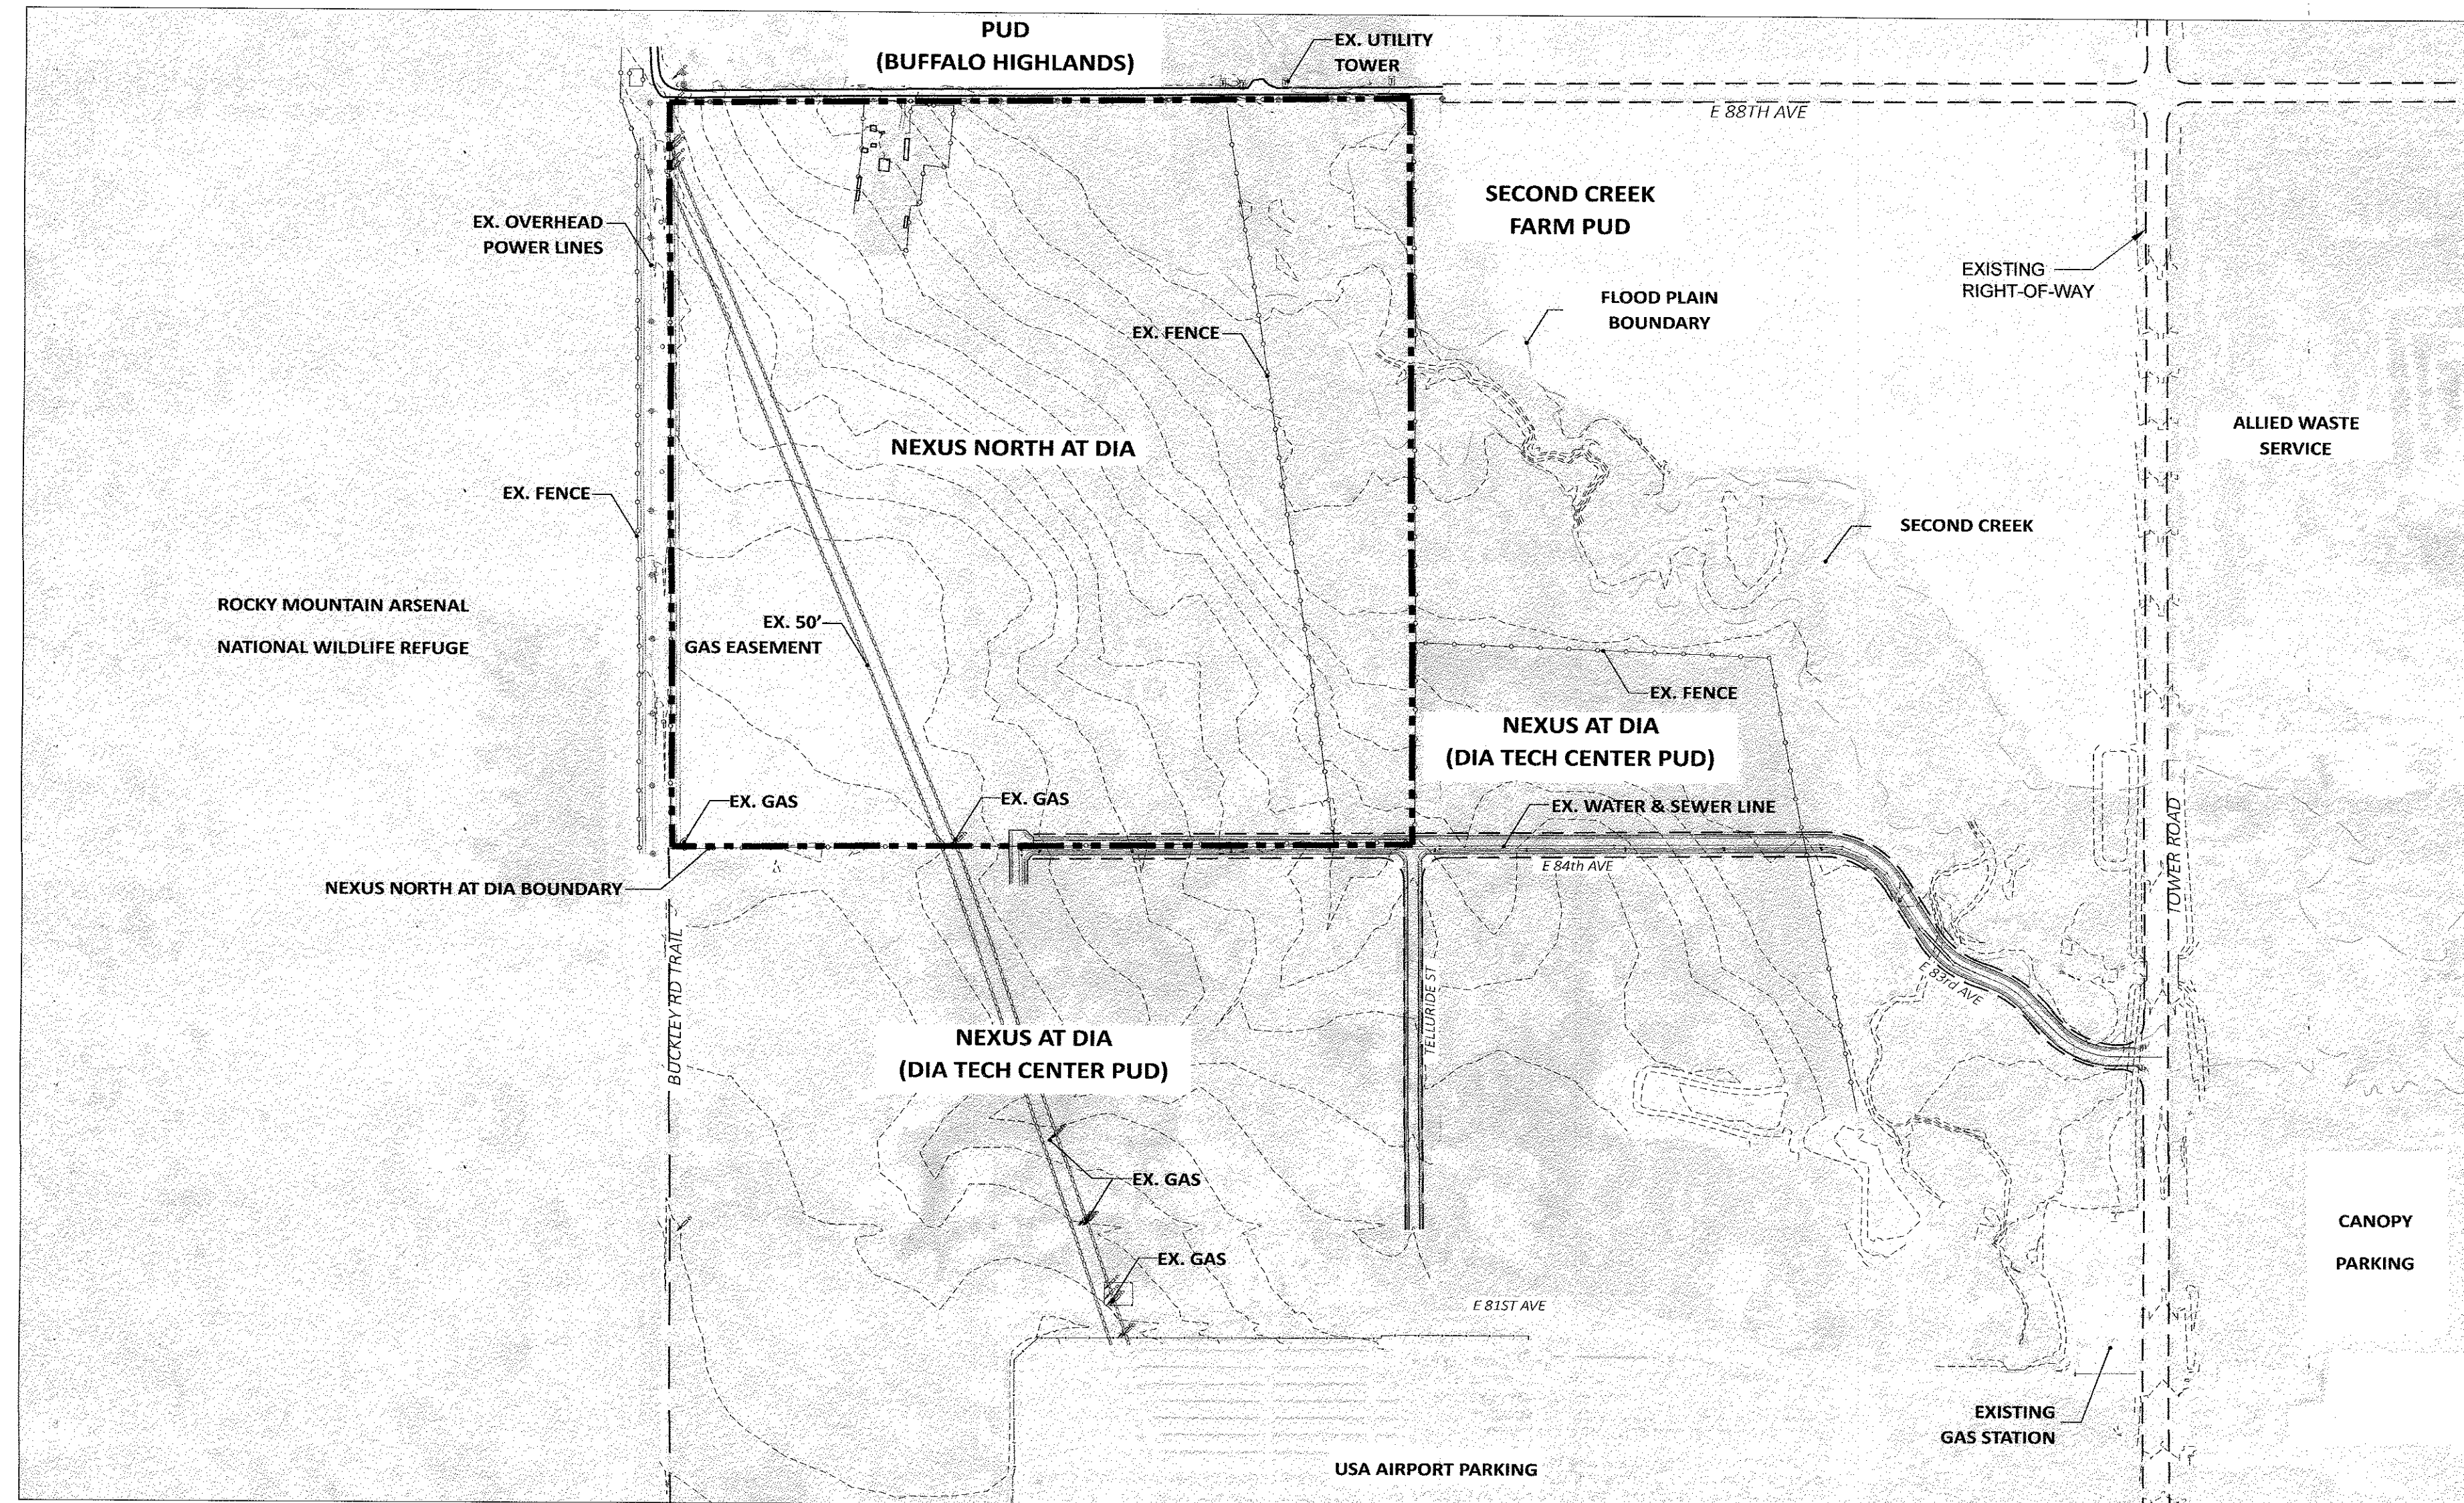 PUD
(BUFFALO HIGHLANDS)
EX. UTILITY
TOWER
E 88TH AVE
SECOND CREEK
FARM PUD
EX. OVERHEAD
POWER LINES
EXISTING
RIGHT-OF-WAY
FLOOD PLAIN
BOUNDARY
EX. FENCE
ALLIED WASTE
SERVICE
NEXUS NORTH AT DIA
EX. FENCE
SECOND CREEK
ROCKY MOUNTAIN ARSENAL
NATIONAL WILDLIFE REFUGE
EX. 50'
GAS EASEMENT
EX. FENCE
NEXUS AT DIA
(DIA TECH CENTER PUD)
EX. GAS
EX. GAS
EX. WATER & SEWER LINE
TOWER ROAD
E 84th AVE
NEXUS NORTH AT DIA BOUNDARY
BUCKLEY RD TRAIL
TELLURIDE ST
E 83rd AVE
NEXUS AT DIA
(DIA TECH CENTER PUD)
EX. GAS
CANOPY
PARKING
EX. GAS
E 81ST AVE
EXISTING
GAS STATION
USA AIRPORT PARKING